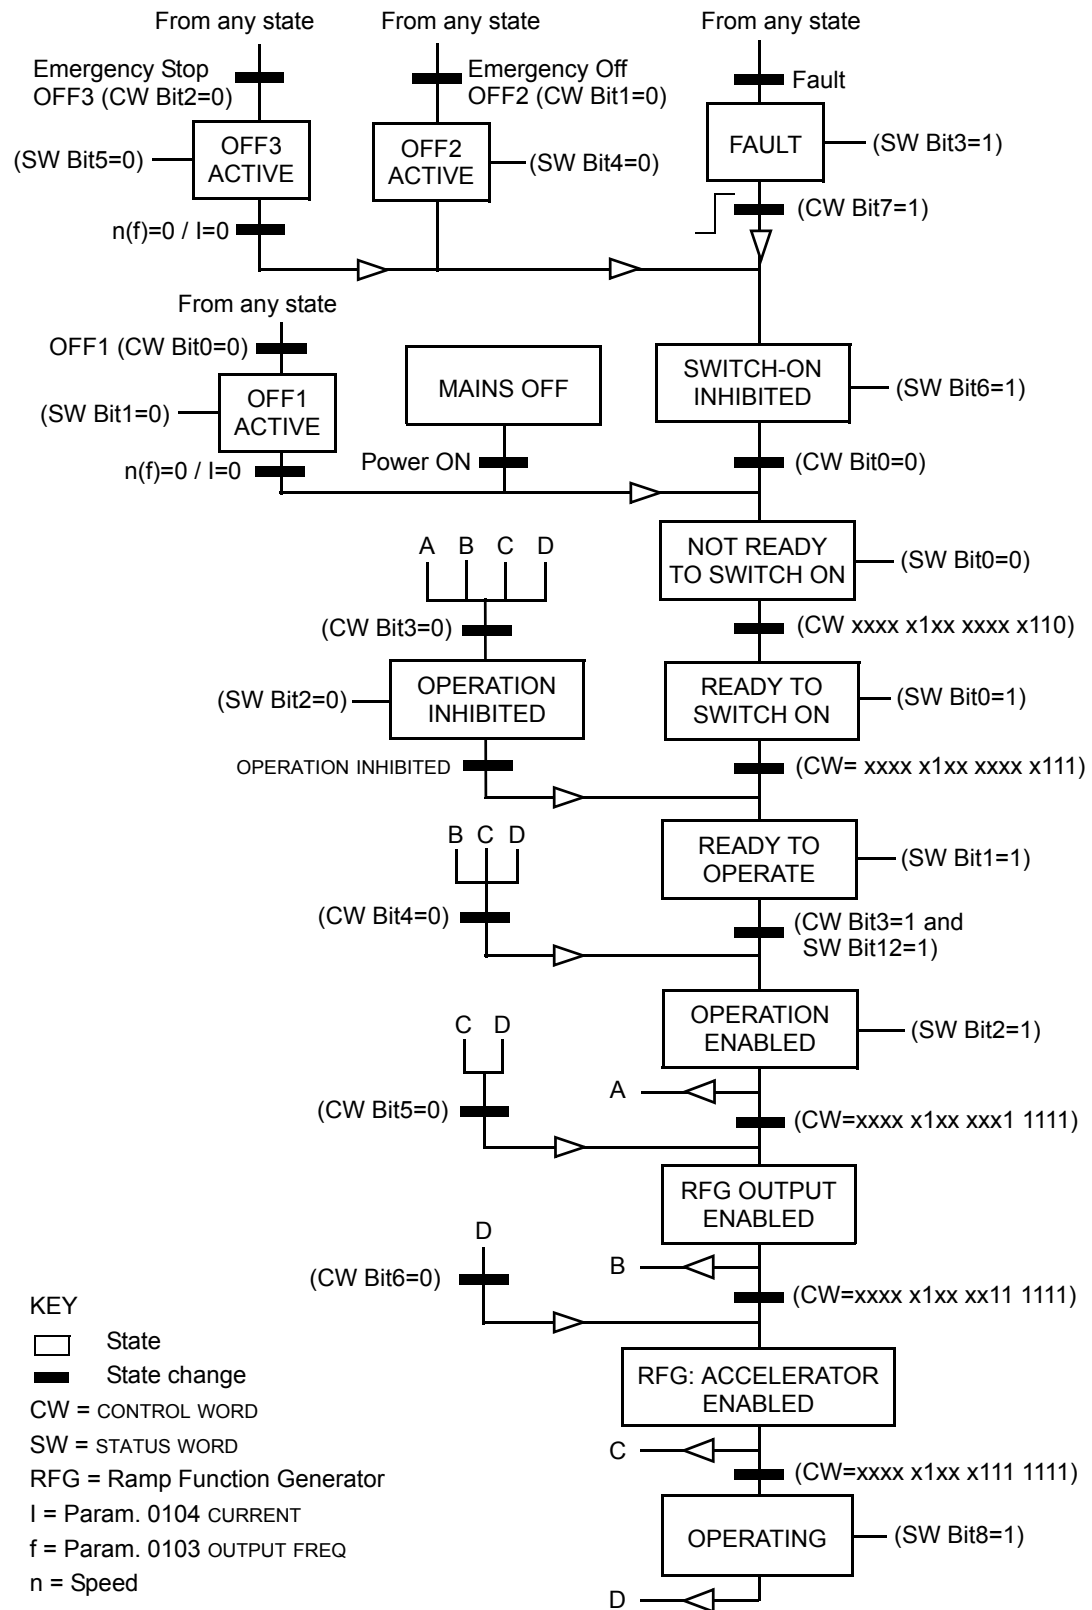 From any state
From any state
From any state
Emergency Stop
OFF3 (CW Bit2=0)
Emergency Off
OFF2 (CW Bit1=0)
Fault
(SW Bit5=0)
OFF3
ACTIVE
OFF2
ACTIVE
(SW Bit4=0)
FAULT
(SW Bit3=1)
n(f)=0 / I=0
(CW Bit7=1)
From any state
OFF1 (CW Bit0=0)
(SW Bit1=0)
OFF1
ACTIVE
MAINS OFF
SWITCH-ON
INHIBITED
(SW Bit6=1)
n(f)=0 / I=0
Power ON
(CW Bit0=0)
A B C D
NOT READY
TO SWITCH ON
(SW Bit0=0)
(CW Bit3=0)
(CW xxxx x1xx xxxx x110)
(SW Bit2=0)
OPERATION
INHIBITED
READY TO
SWITCH ON
(SW Bit0=1)
OPERATION INHIBITED
(CW= xxxx x1xx xxxx x111)
B C D
READY TO
OPERATE
(SW Bit1=1)
(CW Bit4=0)
(CW Bit3=1 and
SW Bit12=1)
C D
OPERATION
ENABLED
(SW Bit2=1)
A
(CW Bit5=0)
(CW=xxxx x1xx xxx1 1111)
RFG OUTPUT
ENABLED
D
B
(CW Bit6=0)
(CW=xxxx x1xx xx11 1111)
RFG: ACCELERATOR
ENABLED
C
(CW=xxxx x1xx x111 1111)
OPERATING
(SW Bit8=1)
D
KEY
State
State change
CW = CONTROL WORD
SW = STATUS WORD
RFG = Ramp Function Generator
I = Param. 0104 CURRENT
f = Param. 0103 OUTPUT FREQ
n = Speed